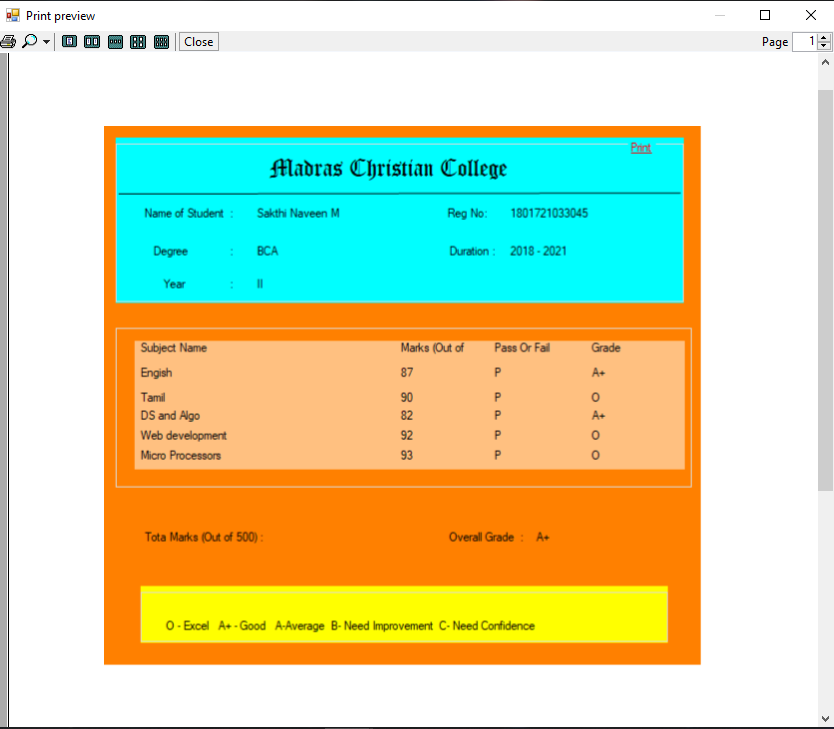 Print preview
Close Page 1
Print
Madras Christian College
Name of Student : Sakthi Naveen M Reg No: 1801721033045
Degree : BCA Duration : 2018 - 2021
Year : II
Subject Name Marks (Out of Pass Or Fail Grade
Engish 87 P A+
Tamil 90 P O
DS and Algo 82 P A+
Web development 92 P O
Micro Processors 93 P O
Tota Marks (Out of 500) : Overall Grade : A+
O - Excel A+ - Good A-Average B- Need Improvement C- Need Confidence